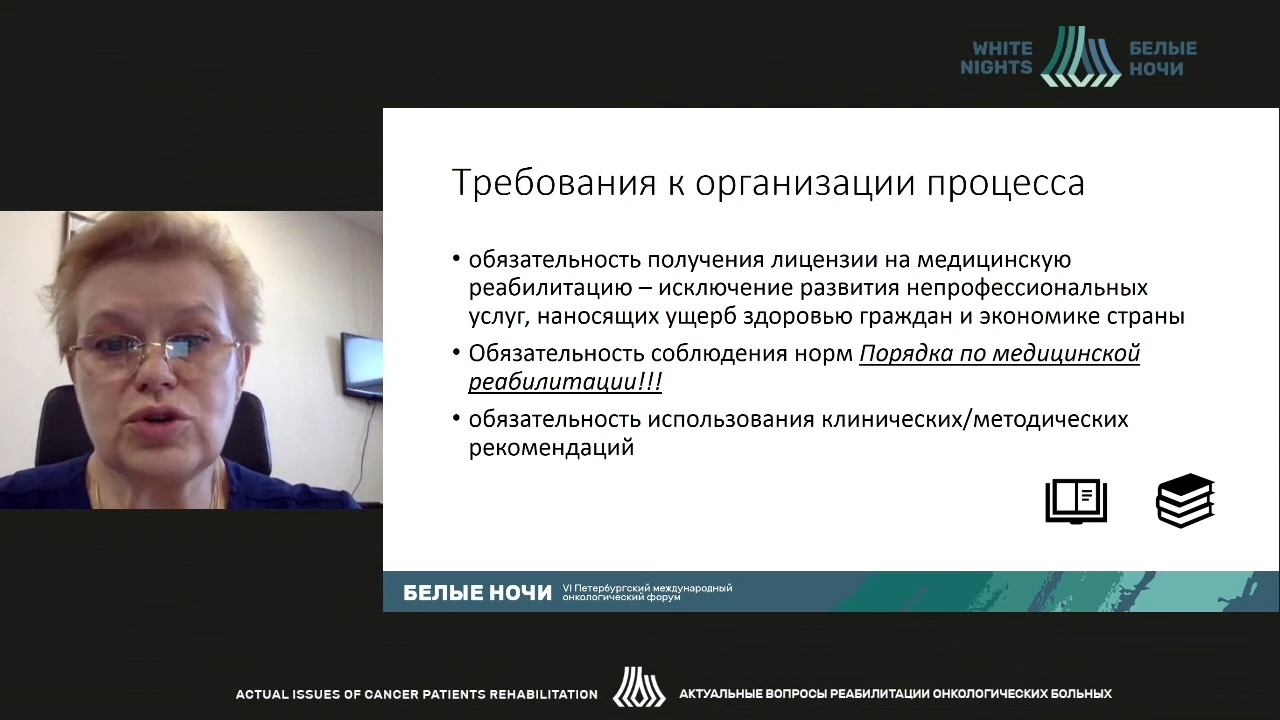 WHITE
NIGHTS
БЕЛЫЕ
НОЧИ
Требования к организации процесса
• обязательность получения лицензии на медицинскую
реабилитацию – исключение развития непрофессиональных
услуг, наносящих ущерб здоровью граждан и экономике страны
• Обязательность соблюдения норм Порядка по медицинской
реабилитации!!!
• обязательность использования клинических/методических
рекомендаций
БЕЛЫЕ НОЧИ
VI Петербургский международный
онкологический форум
ACTUAL ISSUES OF CANCER PATIENTS REHABILITATION
АКТУАЛЬНЫЕ ВОПРОСЫ РЕАБИЛИТАЦИИ ОНКОЛОГИЧЕСКИХ БОЛЬНЫХ